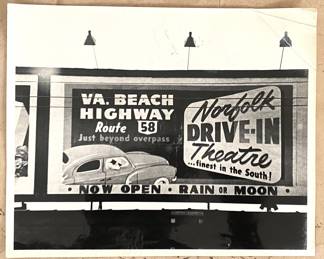 VA. BEACH
HIGHWAY
Route 58
Just beyond overpass
Norfolk
DRIVE-IN
Theatre
...finest in the South!
NOW OPEN • RAIN OR MOON •